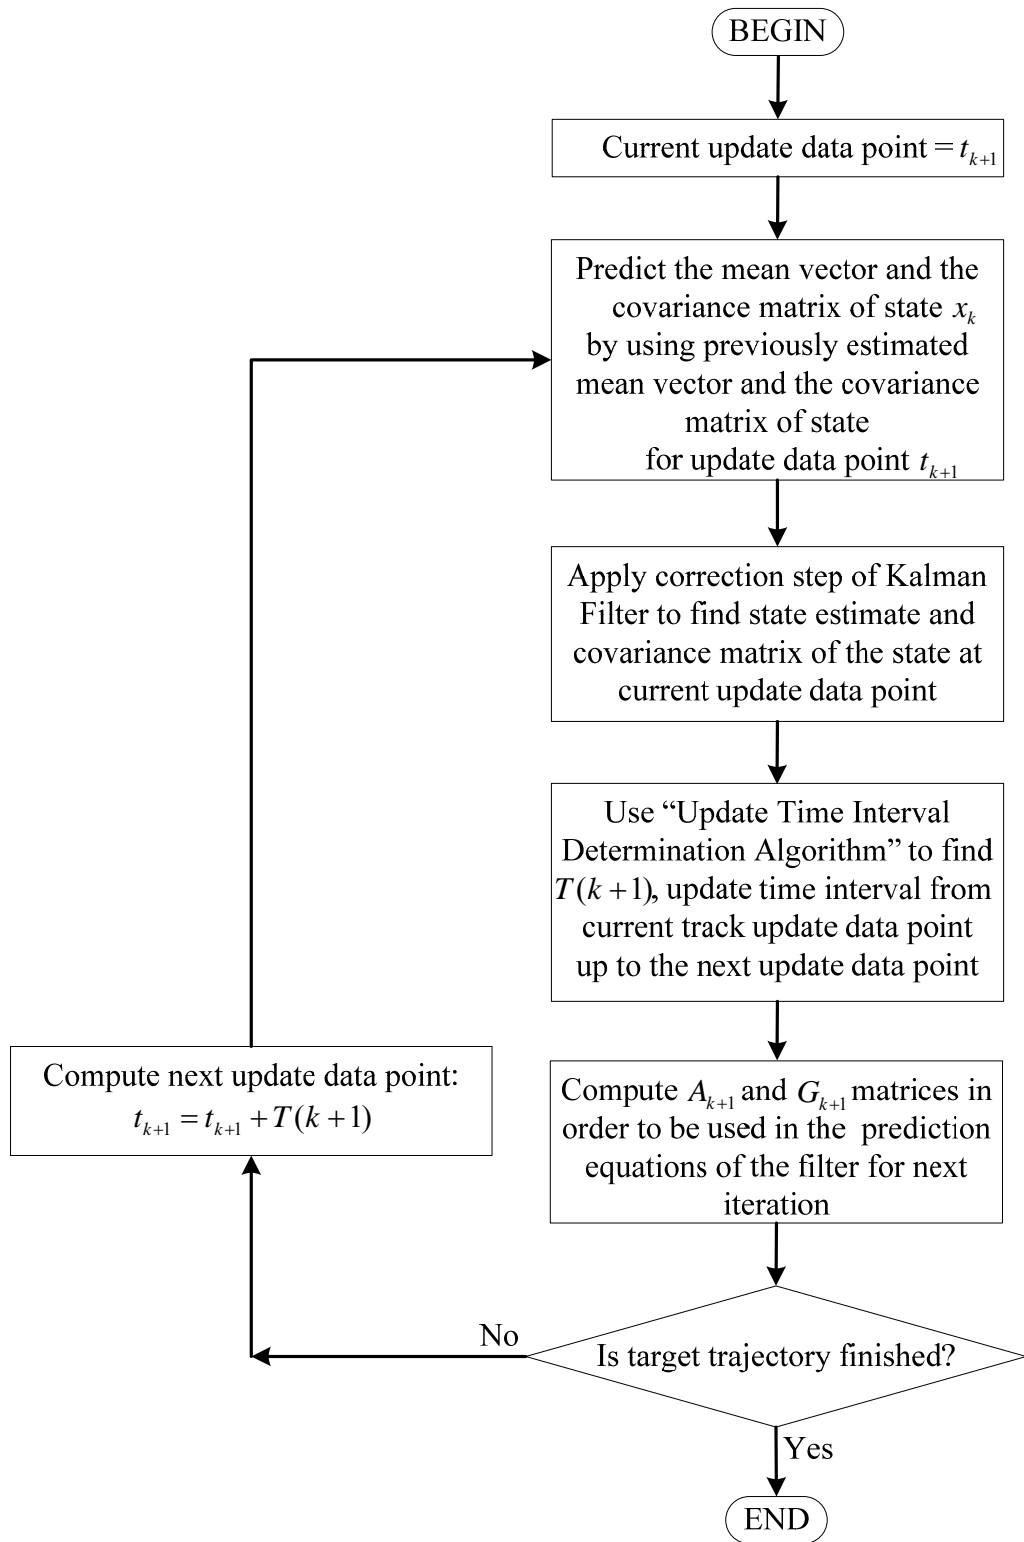 BEGIN
Current update data point = t_{k+1}
Predict the mean vector and the
covariance matrix of state x_k
by using previously estimated
mean vector and the covariance
matrix of state
for update data point t_{k+1}
Apply correction step of Kalman
Filter to find state estimate and
covariance matrix of the state at
current update data point
Use “Update Time Interval
Determination Algorithm” to find
T(k+1), update time interval from
current track update data point
up to the next update data point
Compute next update data point:
t_{k+1} = t_{k+1} + T(k+1)
Compute A_{k+1} and G_{k+1} matrices in
order to be used in the prediction
equations of the filter for next
iteration
No
Is target trajectory finished?
Yes
END